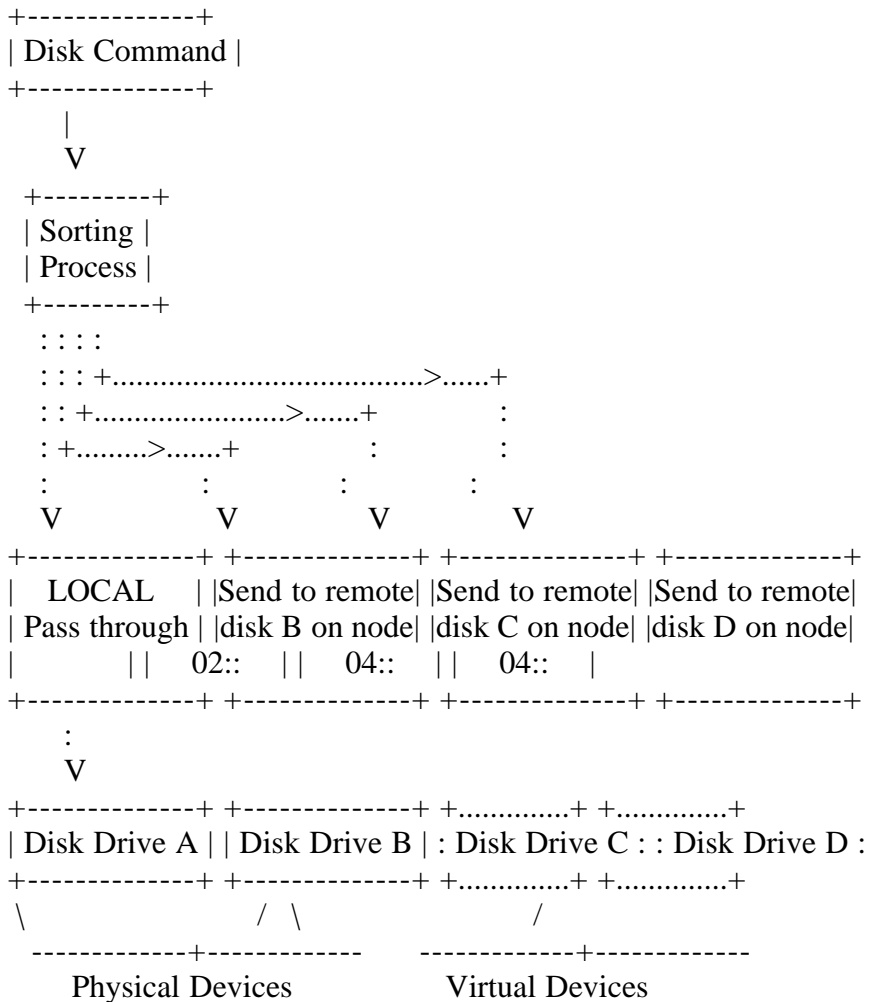 +--------------+
| Disk Command |
+--------------+
|
V
+---------+
| Sorting |
| Process |
+---------+
: : : :
: : : +.......................................>......+
: : +........................>.......+ :
: +.........>.......+ : :
: : : :
V V V V
+--------------+ +--------------+ +--------------+ +--------------+
| LOCAL | |Send to remote| |Send to remote| |Send to remote|
| Pass through | |disk B on node| |disk C on node| |disk D on node|
| | | 02:: | | 04:: | | 04:: |
+--------------+ +--------------+ +--------------+ +--------------+
:
V
+--------------+ +--------------+ +..............+ +..............+
| Disk Drive A | | Disk Drive B | : Disk Drive C : : Disk Drive D :
+--------------+ +--------------+ +..............+ +..............+
\ / \ /
-------------+------------- -------------+-------------
Physical Devices Virtual Devices